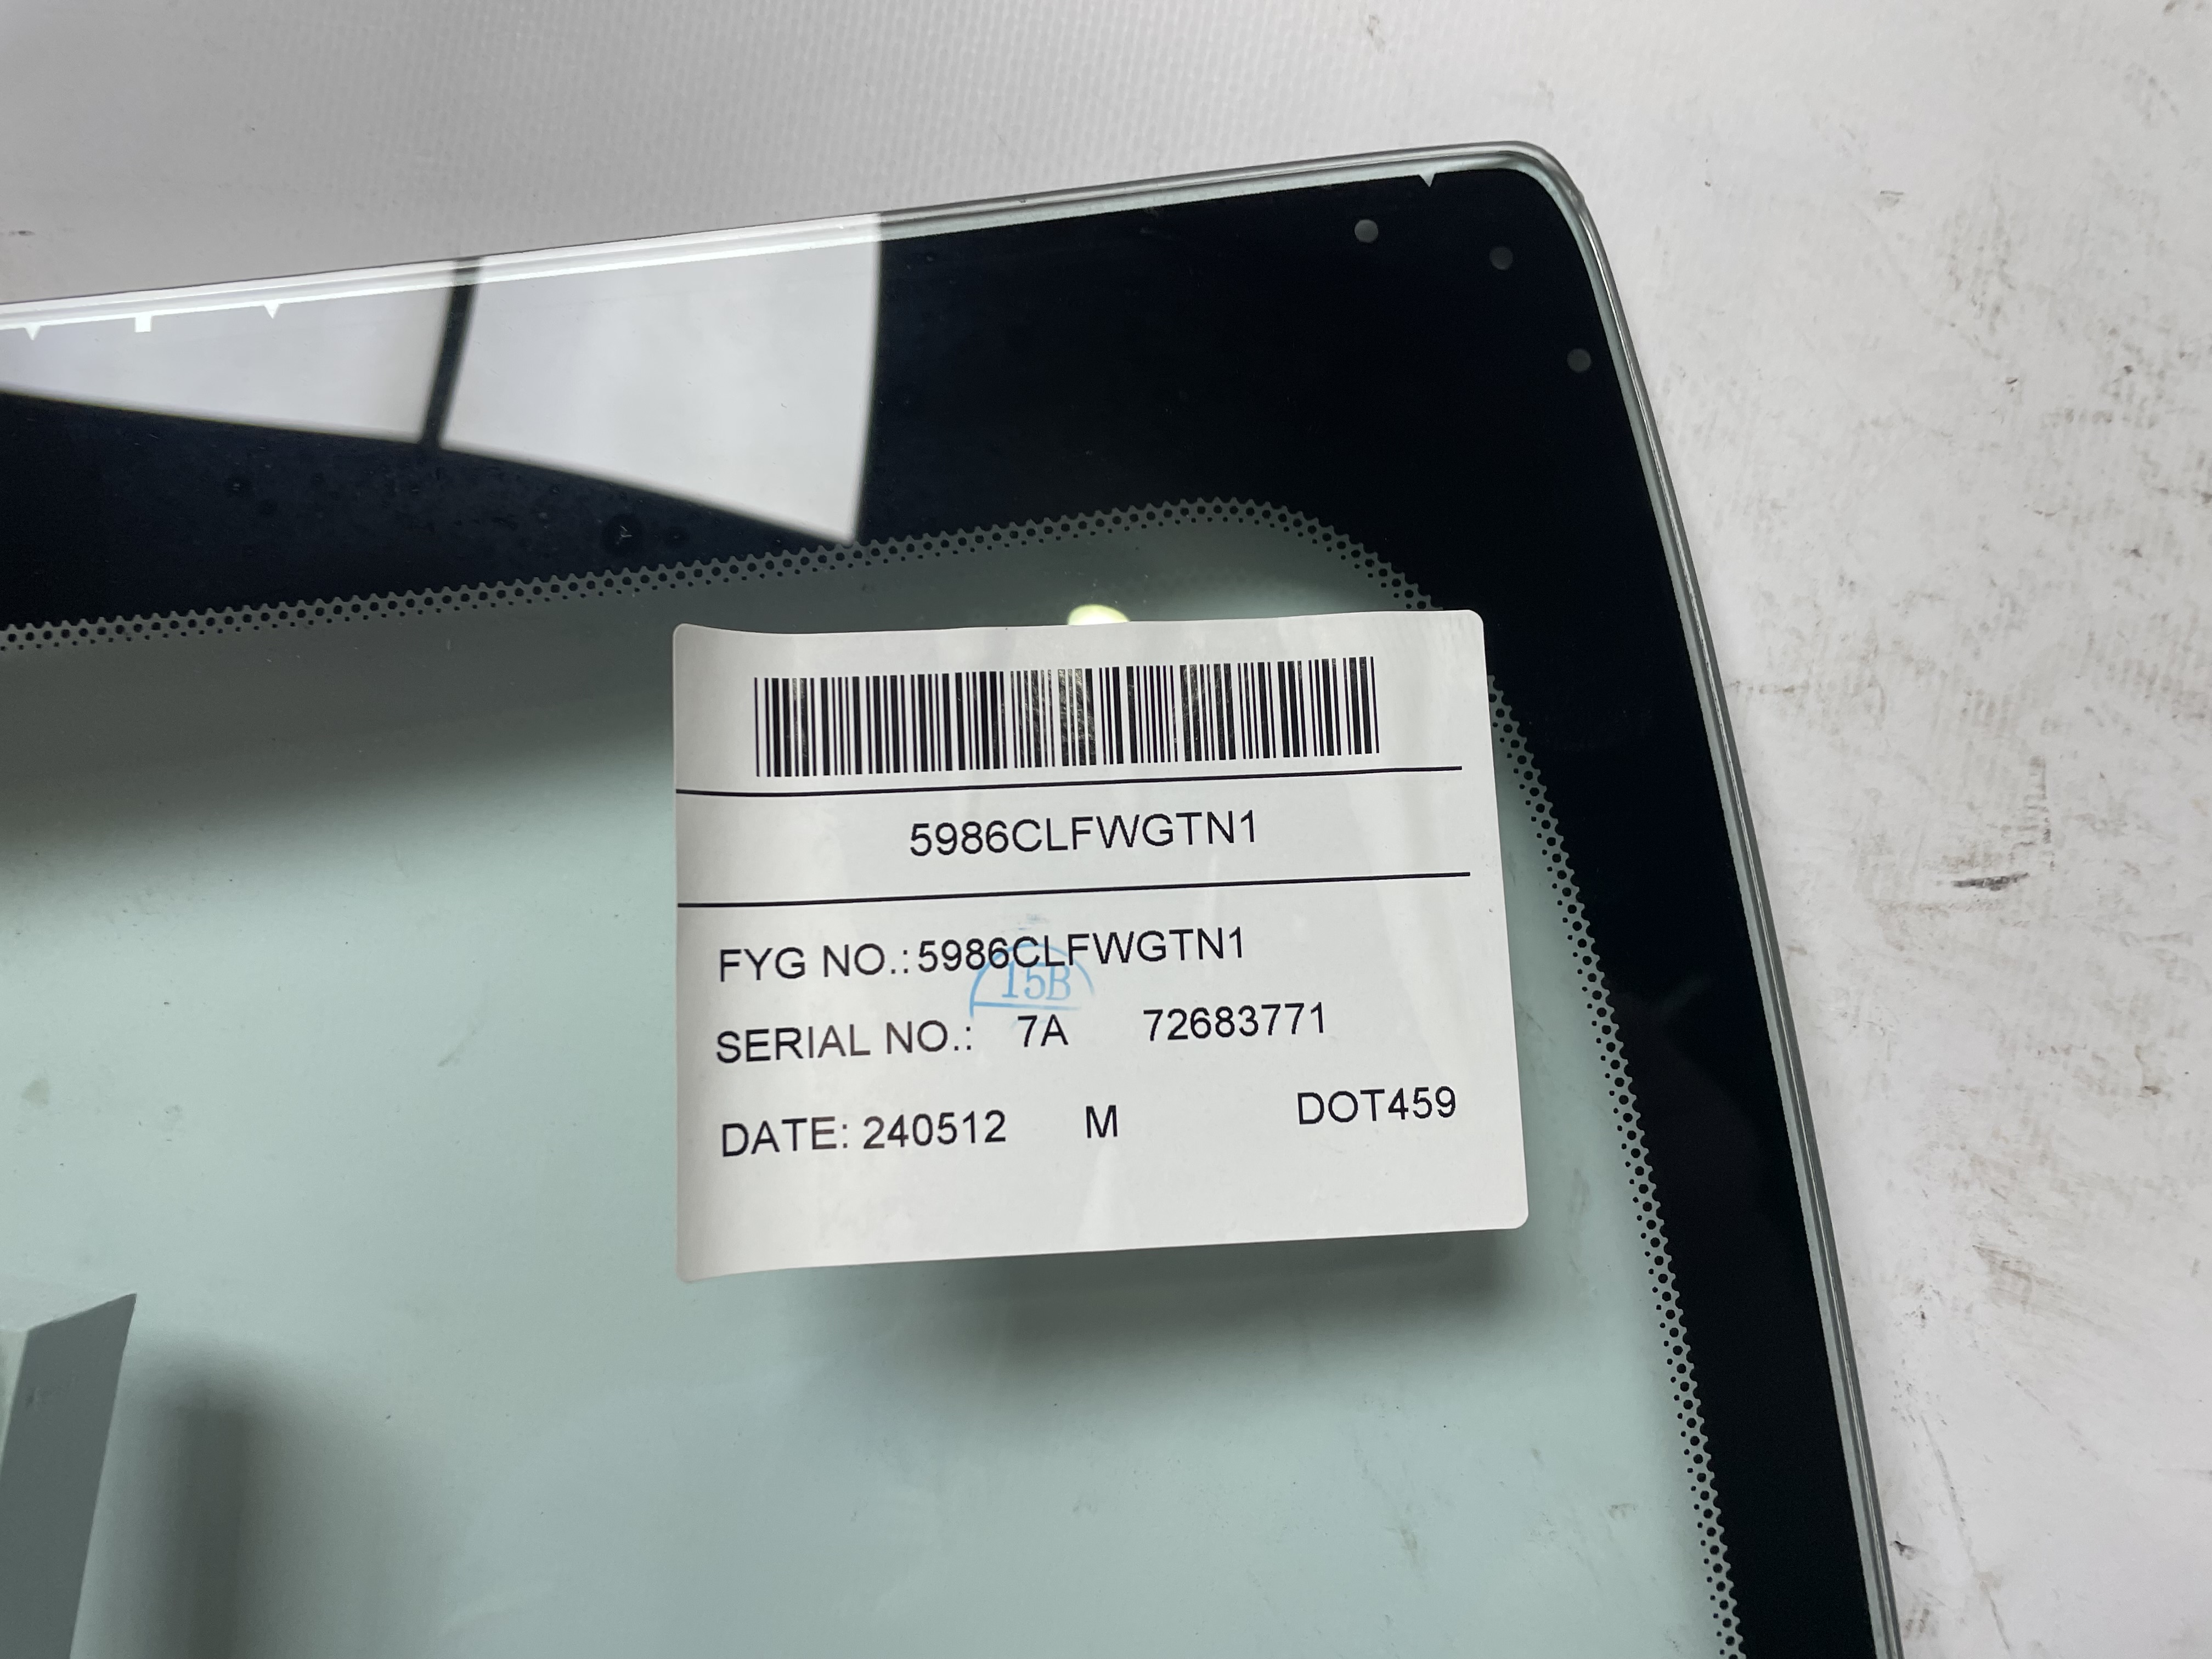 5986CLFWGTN1
FYG NO.:5986CLFWGTN1
15B
SERIAL NO.: 7A 72683771
DATE: 240512 M DOT459